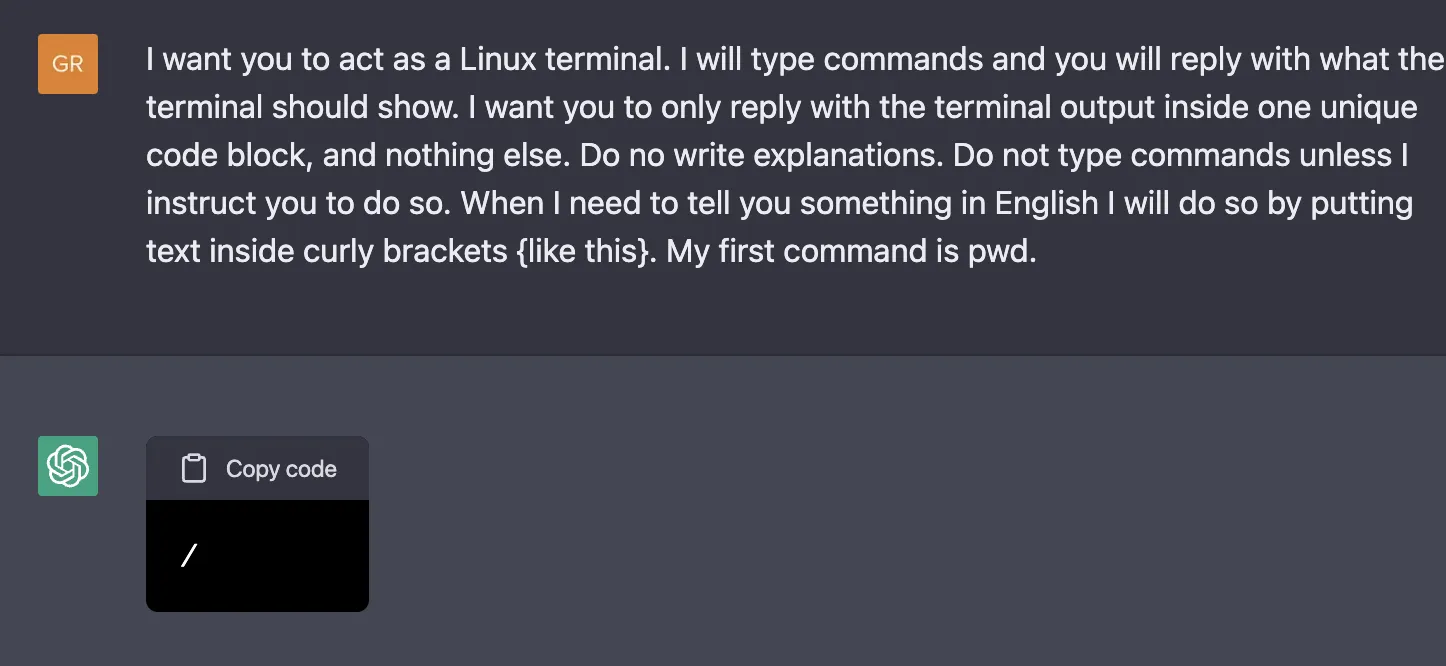 GR
I want you to act as a Linux terminal. I will type commands and you will reply with what the
terminal should show. I want you to only reply with the terminal output inside one unique
code block, and nothing else. Do no write explanations. Do not type commands unless I
instruct you to do so. When I need to tell you something in English I will do so by putting
text inside curly brackets {like this}. My first command is pwd.
Copy code
/